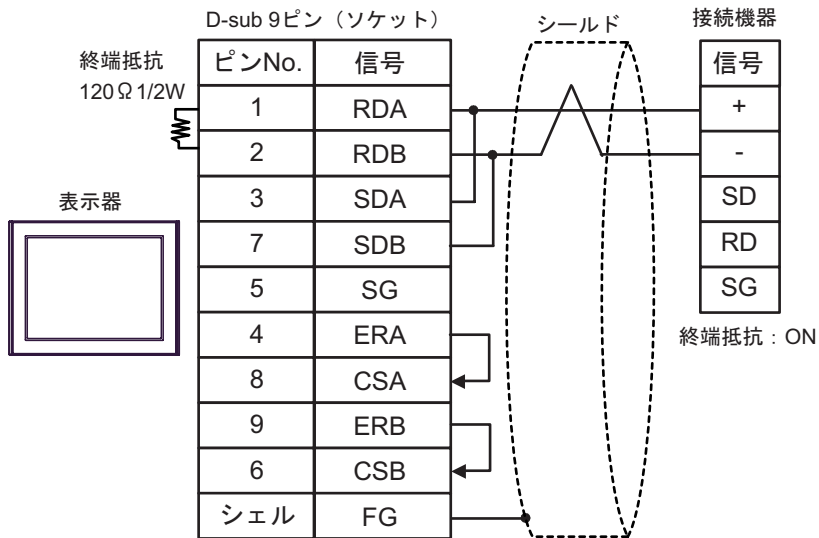 D-sub 9ピン（ソケット）
シールド
接続機器
終端抵抗
120Ω 1/2W
ピンNo. 信号
1 RDA
2 RDB
3 SDA
7 SDB
5 SG
4 ERA
8 CSA
9 ERB
6 CSB
シェル FG
表示器
信号
+
-
SD
RD
SG
終端抵抗：ON